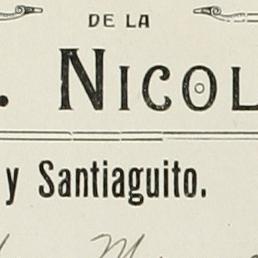 DE LA
. NICOL
y Santiaguito.